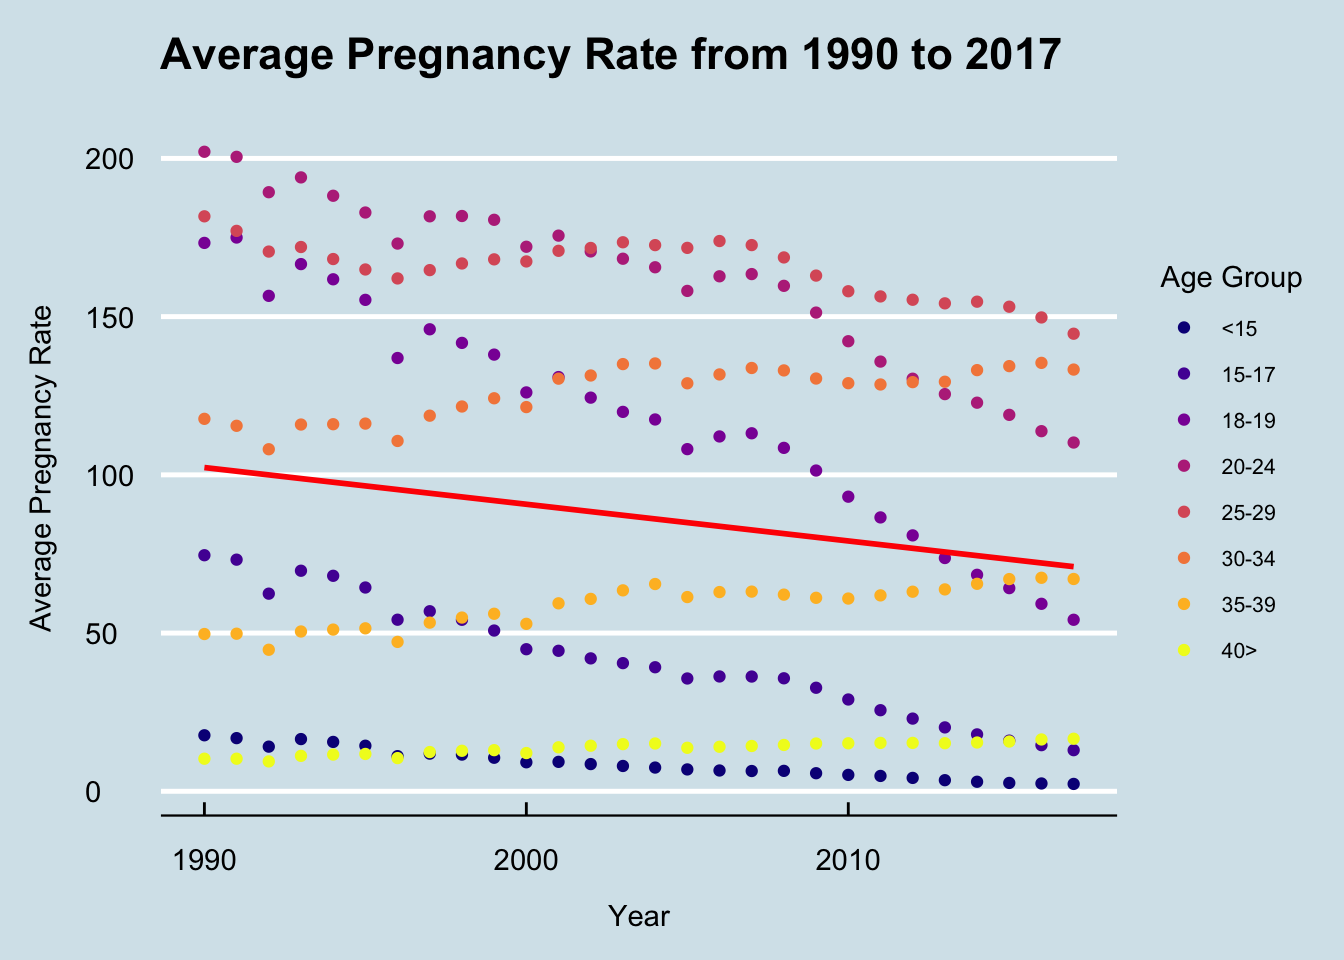 Average Pregnancy Rate from 1990 to 2017
Average Pregnancy Rate
200
150
100
50
0
1990 2000 2010
Year
Age Group
<15
15-17
18-19
20-24
25-29
30-34
35-39
40>